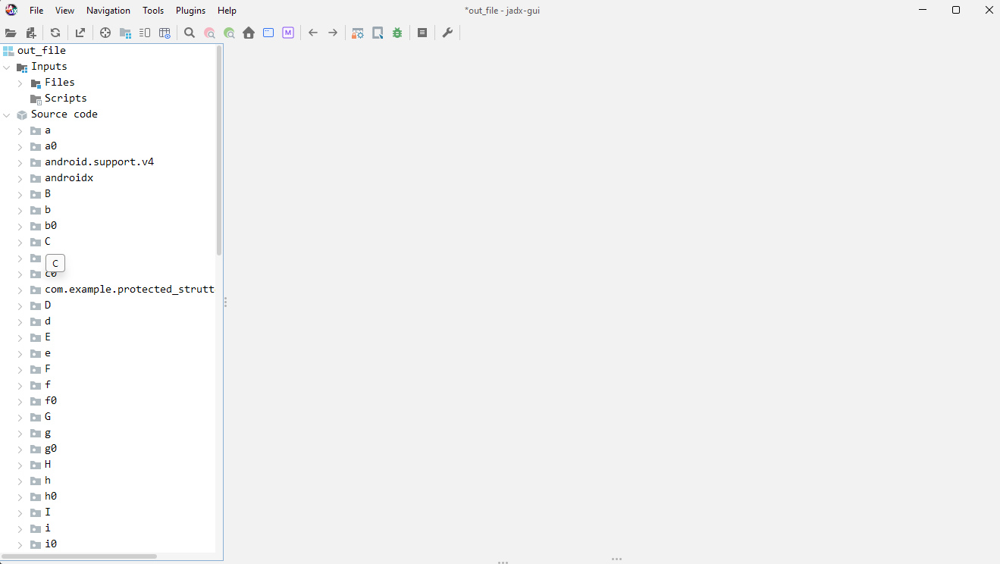 File View Navigation Tools Plugins Help *out_file - jadx-gui
M
out_file
Inputs
Files
Scripts
Source code
a
a0
android.support.v4
androidx
B
b
b0
C
c
c0
com.example.protected_strutt
D
d
E
e
F
f
f0
G
g
g0
H
h
h0
I
i
i0